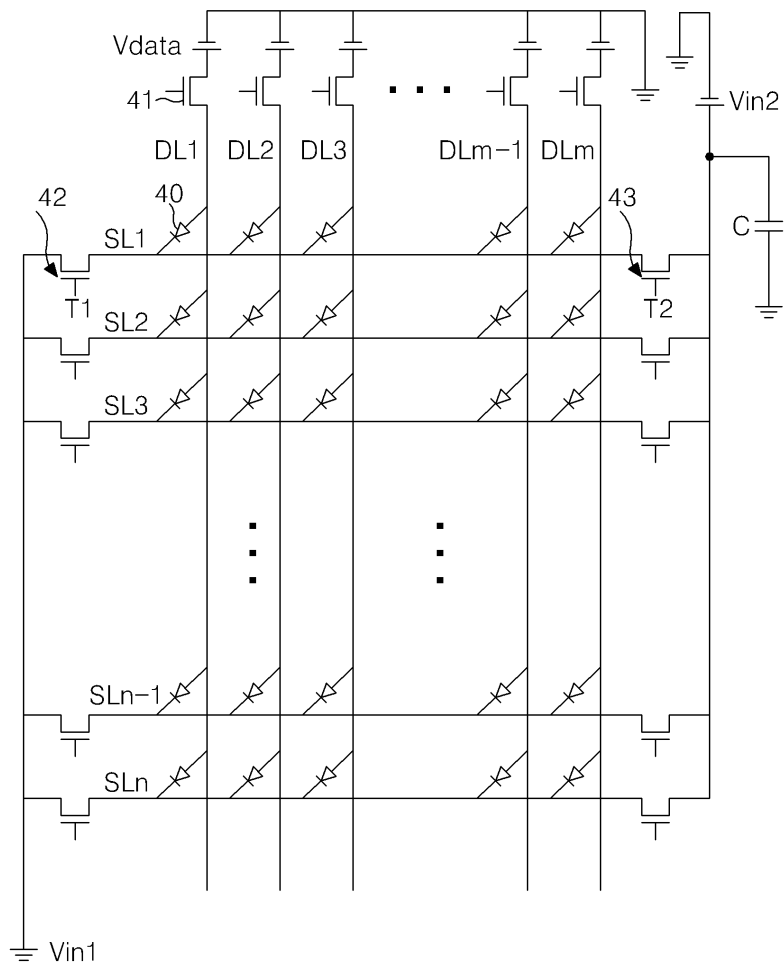 Vdata
41
Vin2
DL1 DL2 DL3 DLm-1 DLm
42 40 43
SL1
C
T1 T2
SL2
SL3
SLn-1
SLn
Vin1